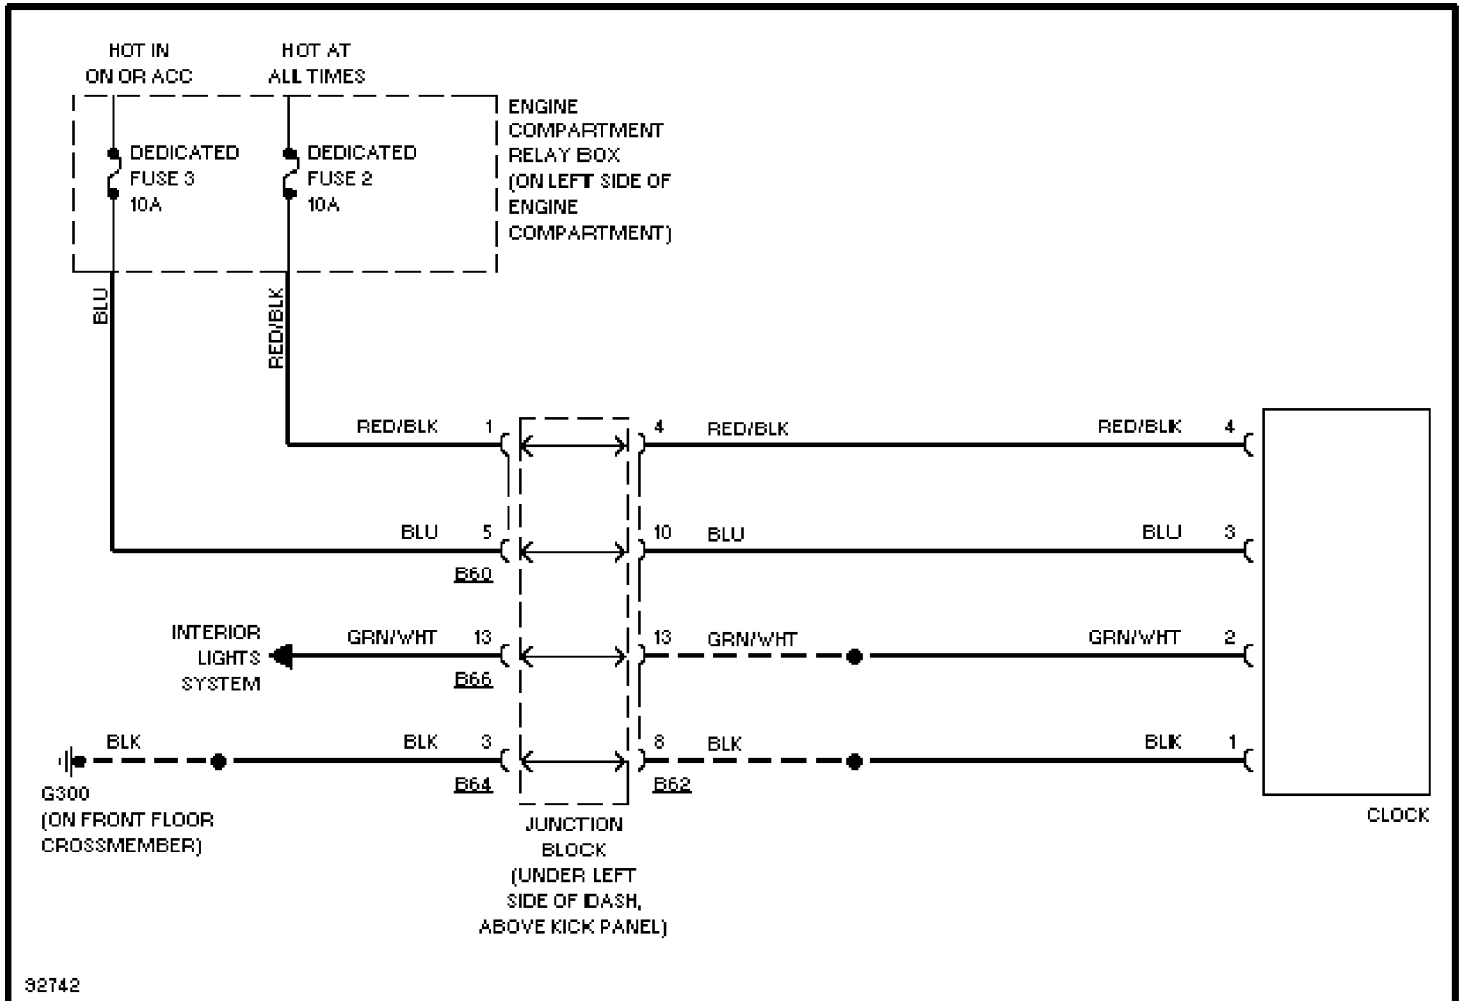 HOT IN
ON OR ACC
HOT AT
ALL TIMES
DEDICATED
FUSE 3
10A
DEDICATED
FUSE 2
10A
ENGINE
COMPARTMENT
RELAY BOX
(ON LEFT SIDE OF
ENGINE
COMPARTMENT)
BLU
RED/BLK
RED/BLK 1 4 RED/BLK RED/BLK 4
BLU 5 10 BLU BLU 3
B60
INTERIOR
LIGHTS
SYSTEM
GRN/WHT 13 13 GRN/WHT GRN/WHT 2
B66
BLK BLK 3 8 BLK BLK 1
B64 B62
G300
(ON FRONT FLOOR
CROSSMEMBER)
JUNCTION
BLOCK
(UNDER LEFT
SIDE OF DASH,
ABOVE KICK PANEL)
CLOCK
92742